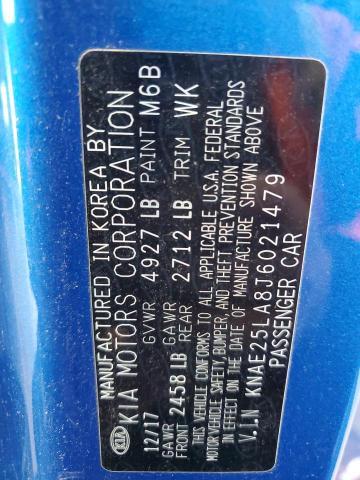 MANUFACTURED IN KOREA BY
KIA KIA MOTORS CORPORATION
12/17 GVWR 4927 LB PAINT M6B
GAWR GAWR
FRONT 2458 LB REAR 2712 LB TRIM WK
THIS VEHICLE CONFORMS TO ALL APPLICABLE U.S.A. FEDERAL
MOTOR VEHICLE SAFETY, BUMPER, AND THEFT PREVENTION STANDARDS
IN EFFECT ON THE DATE OF MANUFACTURE SHOWN ABOVE
V.I.N KNAE25LA8J6021479
PASSENGER CAR